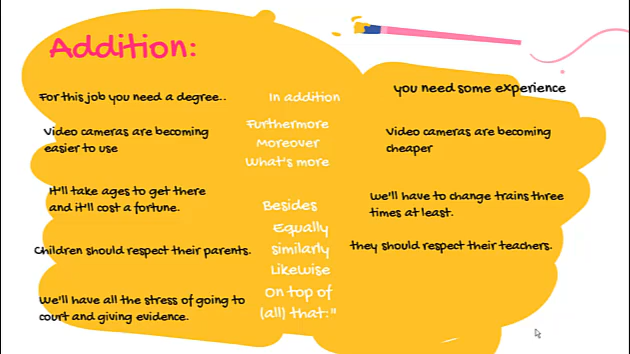 Addition:
For this job you need a degree..
In addition
you need some experience
Video cameras are becoming
easier to use
Furthermore
Moreover
What's more
Video cameras are becoming
cheaper
It'll take ages to get there
and it'll cost a fortune.
Besides
We'll have to change trains three
times at least.
Children should respect their parents.
Equally
similarly
Likewise
they should respect their teachers.
We'll have all the stress of going to
court and giving evidence.
On top of
(all) that:"